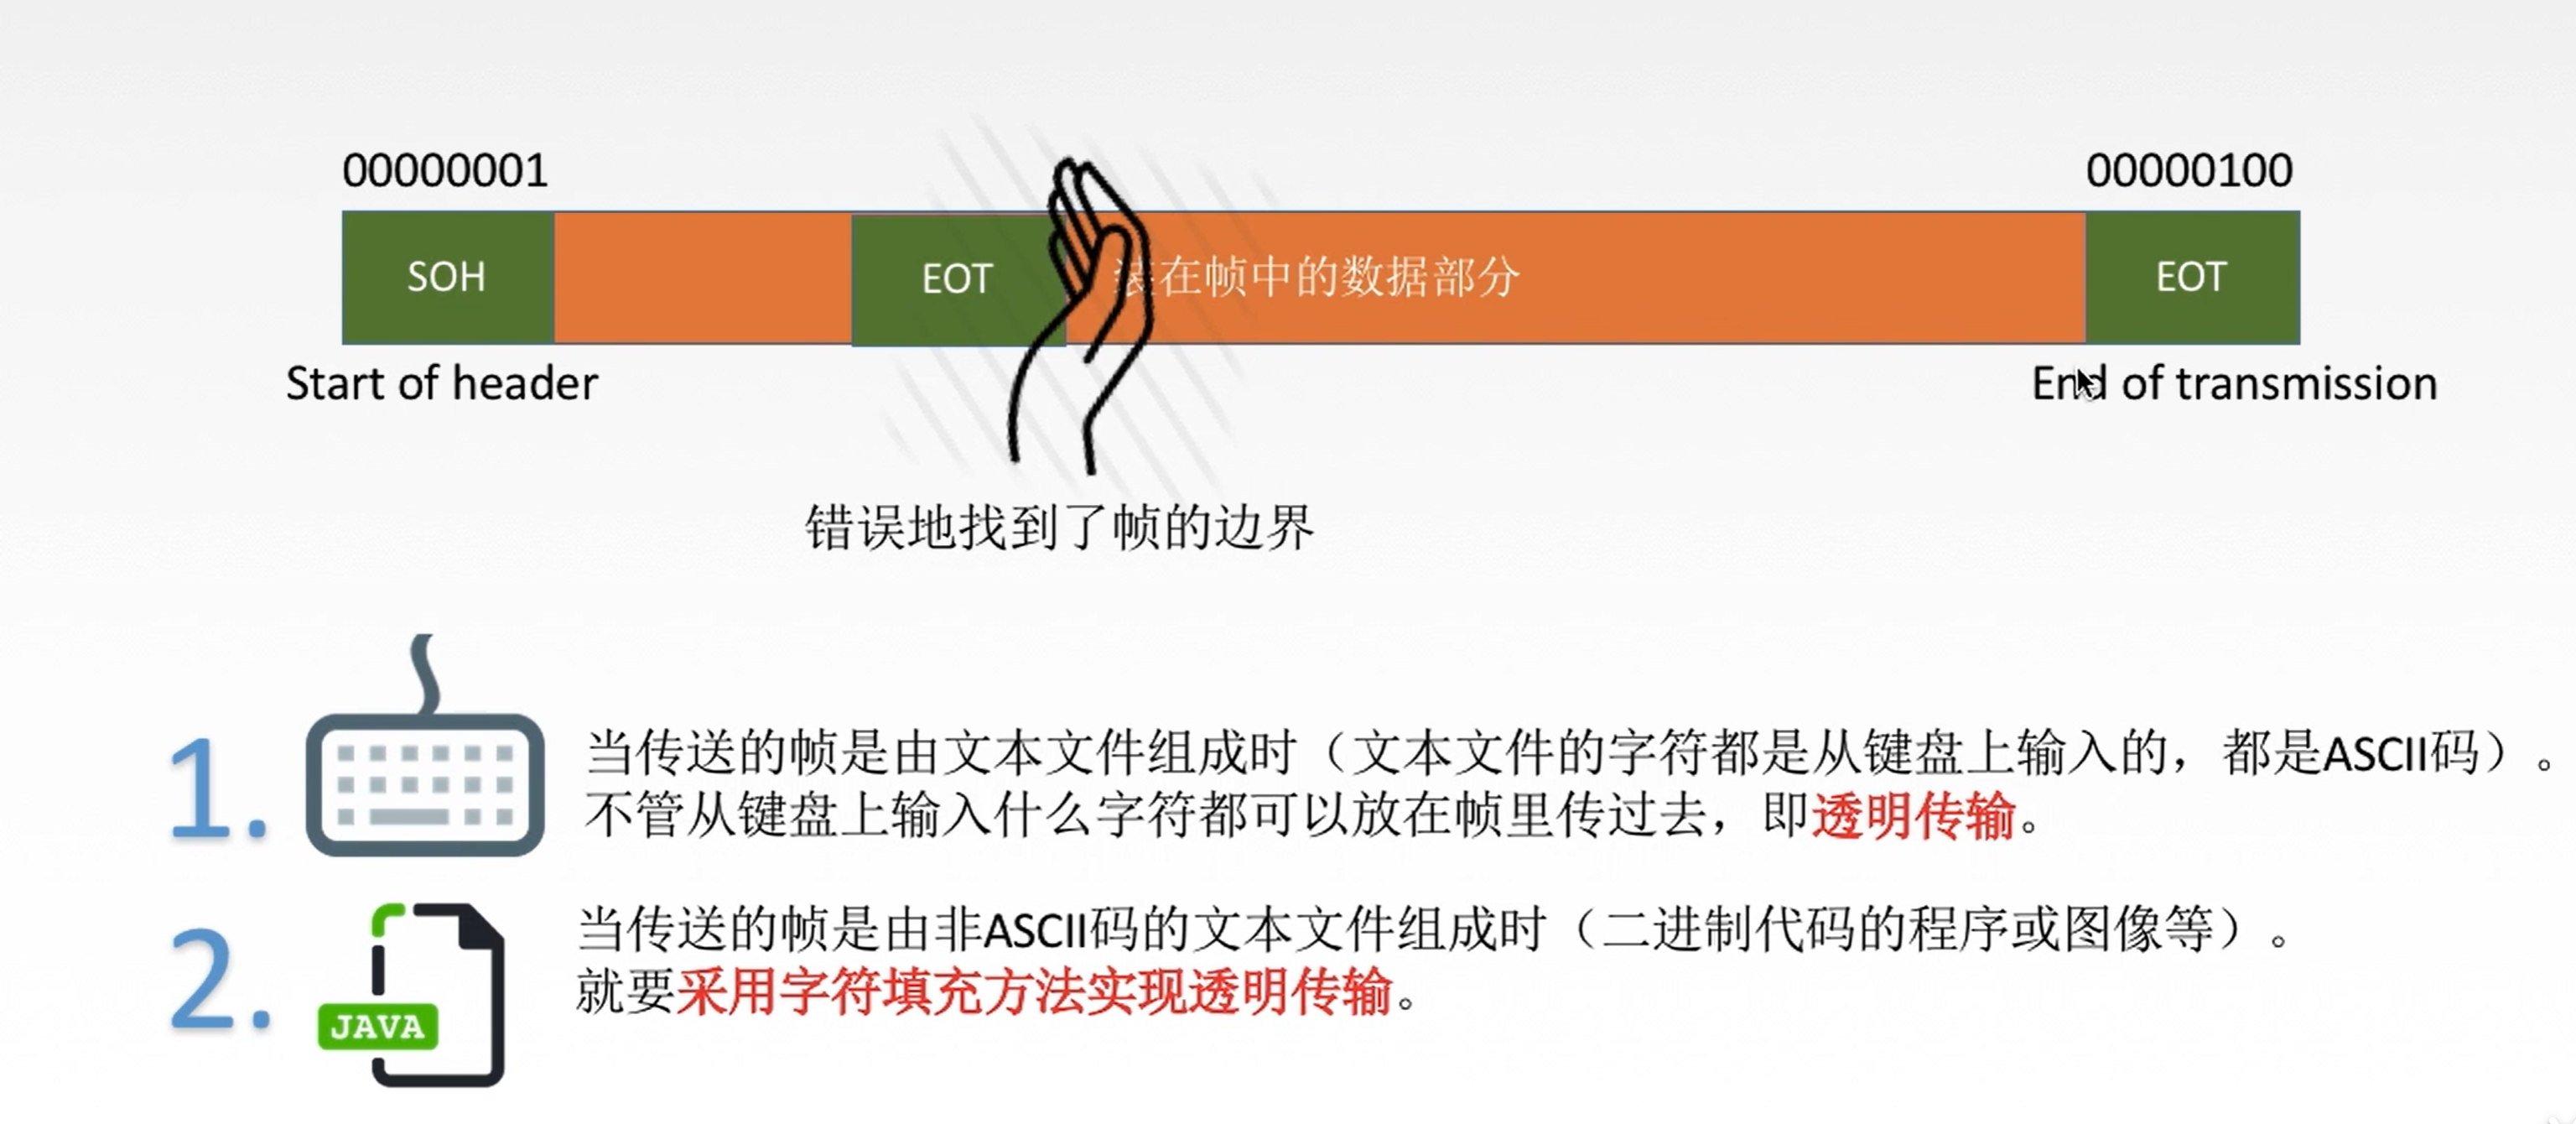 00000001
00000100
SOH
EOT
装在帧中的数据部分
EOT
Start of header
End of transmission
错误地找到了帧的边界
1.
当传送的帧是由文本文件组成时（文本文件的字符都是从键盘上输入的，都是ASCII码）。
不管从键盘上输入什么字符都可以放在帧里传过去，即透明传输。
2.
当传送的帧是由非ASCII码的文本文件组成时（二进制代码的程序或图像等）。
就要采用字符填充方法实现透明传输。
JAVA